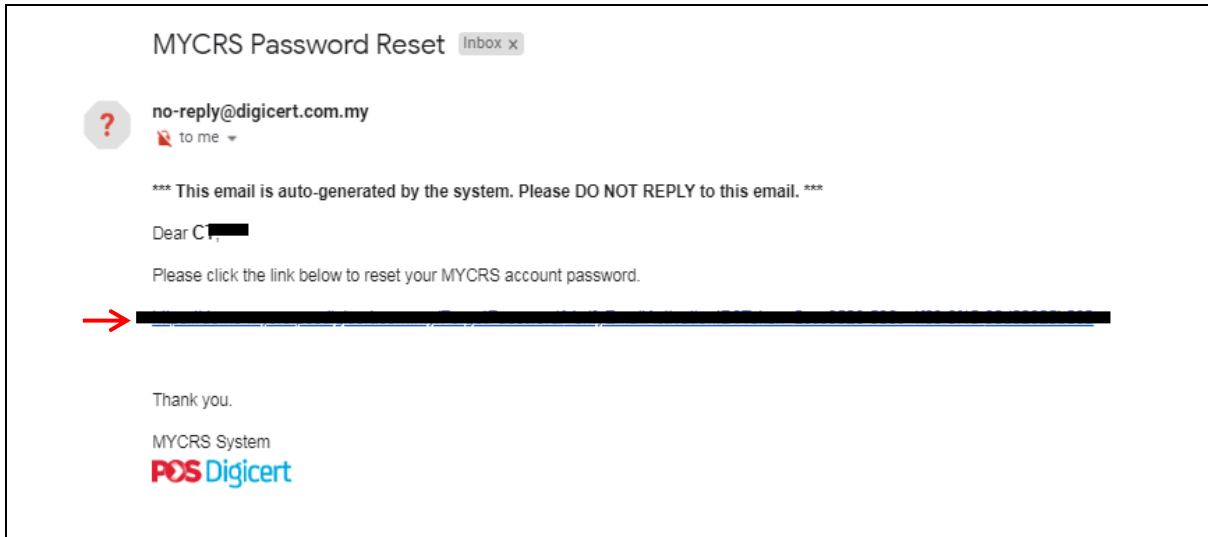 MYCRS Password Reset Inbox x
?
no-reply@digicert.com.my
to me
*** This email is auto-generated by the system. Please DO NOT REPLY to this email. ***
Dear CT,
Please click the link below to reset your MYCRS account password.
Thank you.
MYCRS System
POS Digicert